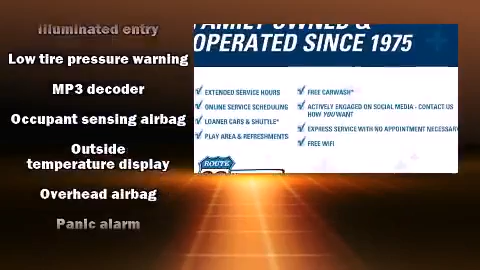 Illuminated entry
Low tire pressure warning
MP3 decoder
Occupant sensing airbag
Outside
temperature display
Overhead airbag
Panic alarm
FAMILY OWNED &
OPERATED SINCE 1975
EXTENDED SERVICE HOURS
ONLINE SERVICE SCHEDULING
LOANER CARS & SHUTTLE*
PLAY AREA & REFRESHMENTS
FREE CARWASH*
ACTIVELY ENGAGED ON SOCIAL MEDIA - CONTACT US
HOW YOU WANT
EXPRESS SERVICE WITH NO APPOINTMENT NECESSARY
FREE WIFI
ROUTE